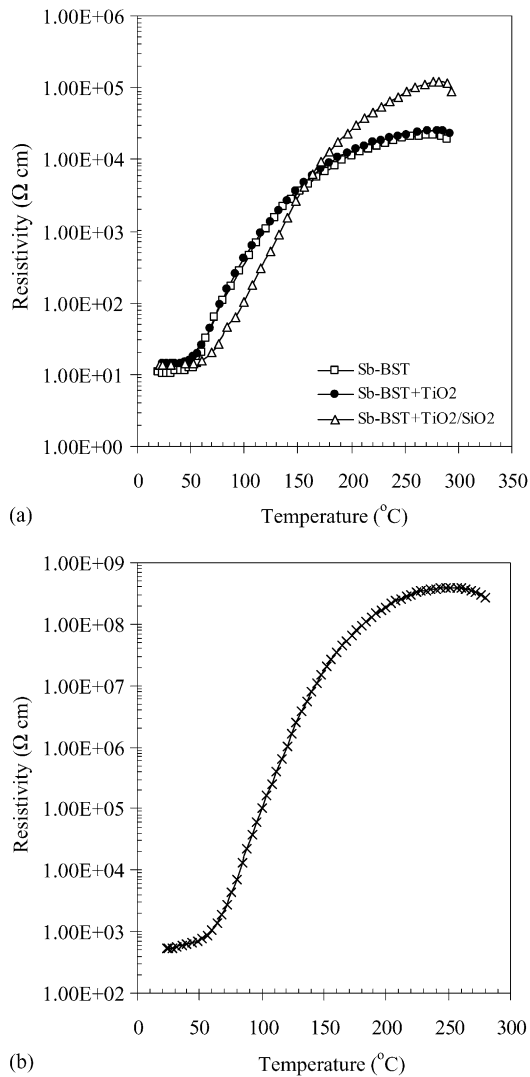 1.00E+06
1.00E+05
1.00E+04
1.00E+03
1.00E+02
1.00E+01
1.00E+00
Resistivity (Ω cm)
Sb-BST
Sb-BST+TiO2
Sb-BST+TiO2/SiO2
0 50 100 150 200 250 300 350
(a)
Temperature (°C)
1.00E+09
1.00E+08
1.00E+07
1.00E+06
1.00E+05
1.00E+04
1.00E+03
1.00E+02
Resistivity (Ω cm)
0 50 100 150 200 250 300
(b)
Temperature (°C)